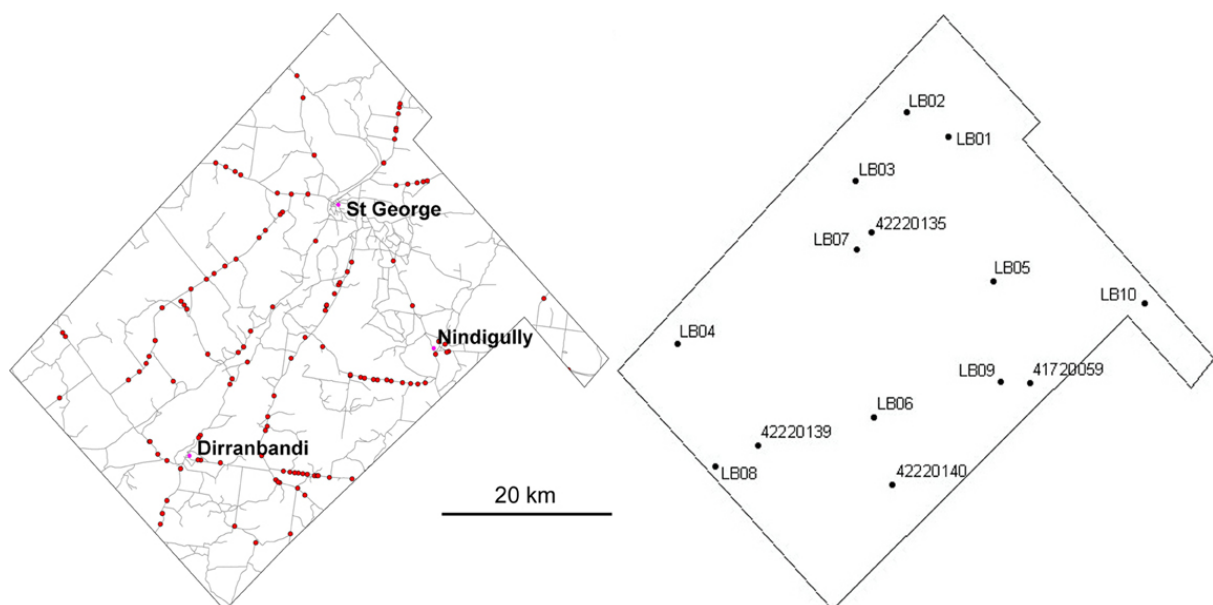 St George
Nindigully
Dirranbandi
20 km
LB02
LB01
LB03
42220135
LB07
LB05
LB10
LB04
LB09
41720059
LB06
42220139
LB08
42220140